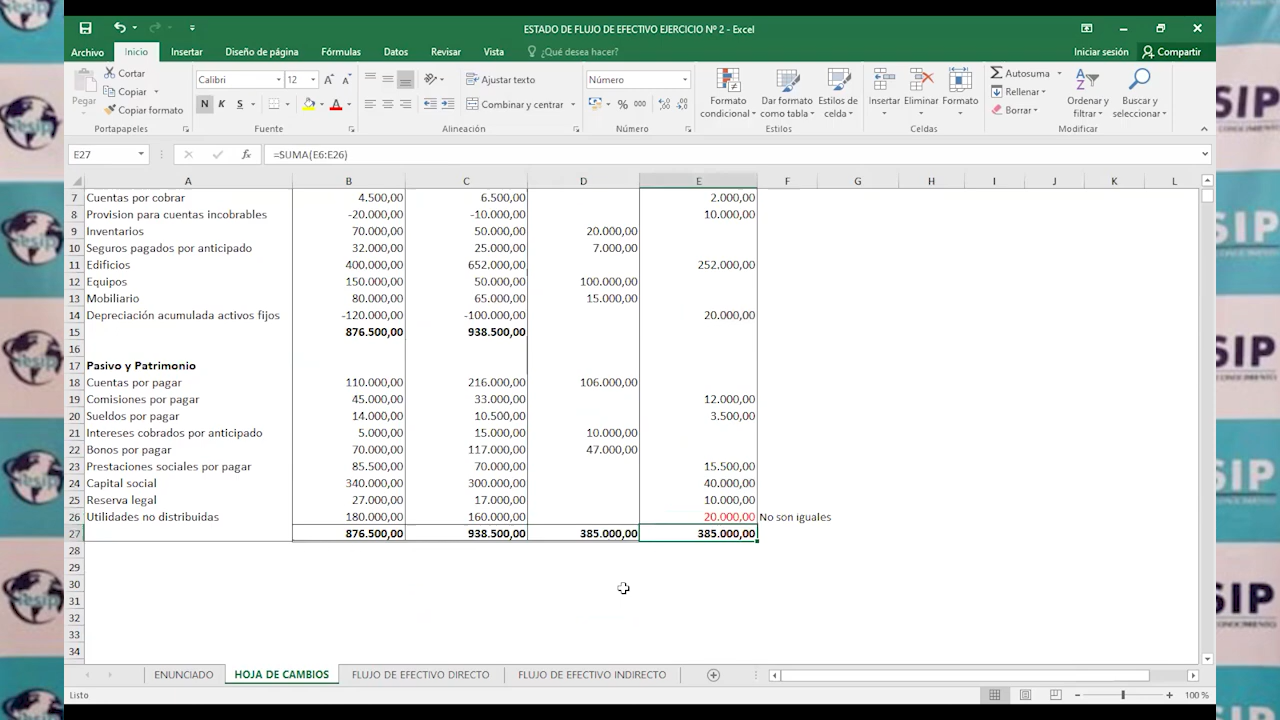 ESTADO DE FLUJO DE EFECTIVO EJERCICIO Nº 2 - Excel
Archivo Inicio Insertar Diseño de página Fórmulas Datos Revisar Vista ¿Qué desea hacer? Iniciar sesión Compartir
Pegar Cortar Copiar Copiar formato Portapapeles
Calibri 12 N K S A Fuente
Ajustar texto Combinar y centrar Alineación
Número % 000 Número
Formato condicional Dar formato como tabla Estilos de celda Estilos
Insertar Eliminar Formato Celdas
Autosuma Rellenar Borrar Ordenar y filtrar Buscar y seleccionar Modificar
E27 fx =SUMA(E6:E26)
A B C D E F G H I J K L
7 Cuentas por cobrar 4.500,00 6.500,00 2.000,00
8 Provision para cuentas incobrables -20.000,00 -10.000,00 10.000,00
9 Inventarios 70.000,00 50.000,00 20.000,00
10 Seguros pagados por anticipado 32.000,00 25.000,00 7.000,00
11 Edificios 400.000,00 652.000,00 252.000,00
12 Equipos 150.000,00 50.000,00 100.000,00
13 Mobiliario 80.000,00 65.000,00 15.000,00
14 Depreciación acumulada activos fijos -120.000,00 -100.000,00 20.000,00
15 876.500,00 938.500,00
16
17 Pasivo y Patrimonio
18 Cuentas por pagar 110.000,00 216.000,00 106.000,00
19 Comisiones por pagar 45.000,00 33.000,00 12.000,00
20 Sueldos por pagar 14.000,00 10.500,00 3.500,00
21 Intereses cobrados por anticipado 5.000,00 15.000,00 10.000,00
22 Bonos por pagar 70.000,00 117.000,00 47.000,00
23 Prestaciones sociales por pagar 85.500,00 70.000,00 15.500,00
24 Capital social 340.000,00 300.000,00 40.000,00
25 Reserva legal 27.000,00 17.000,00 10.000,00
26 Utilidades no distribuidas 180.000,00 160.000,00 20.000,00 No son iguales
27 876.500,00 938.500,00 385.000,00 385.000,00
28
29
30
31
32
33
34
ENUNCIADO HOJA DE CAMBIOS FLUJO DE EFECTIVO DIRECTO FLUJO DE EFECTIVO INDIRECTO
Listo 100 %